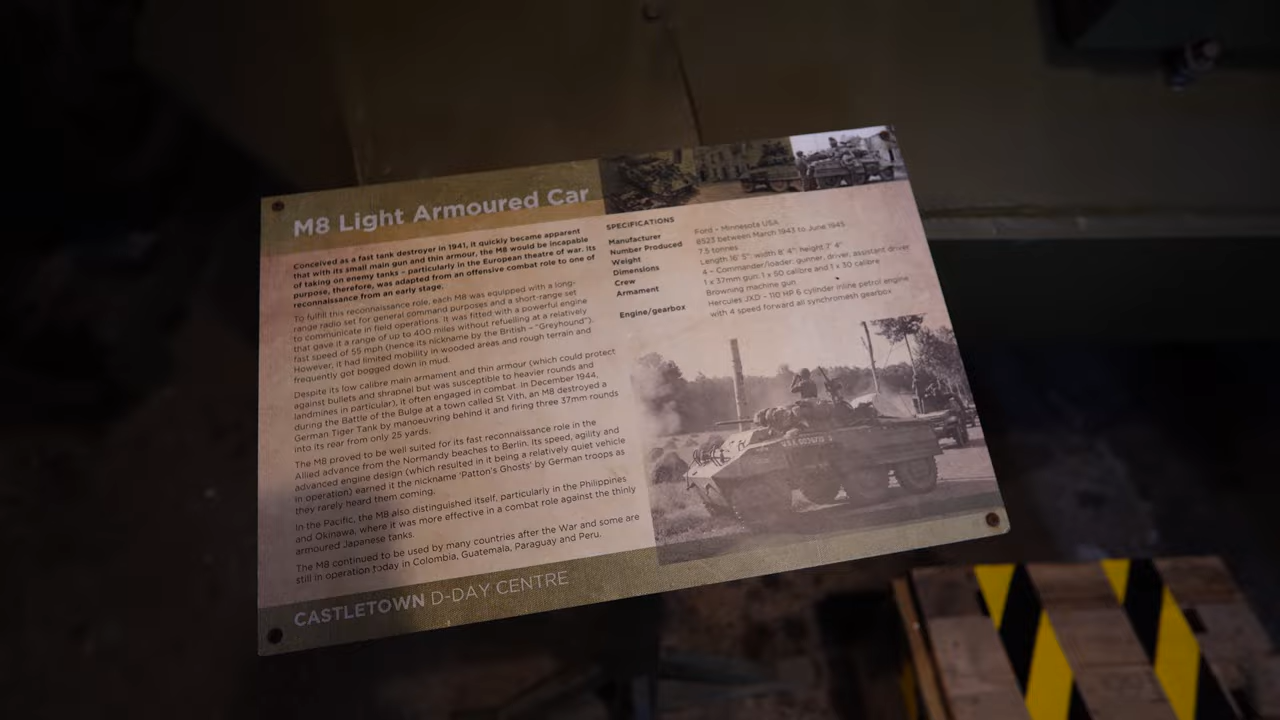 M8 Light Armoured Car
Conceived as a fast tank destroyer in 1941, it quickly became apparent
that with its small main gun and thin armour, the M8 would be incapable
of taking on enemy tanks – particularly in the European theatre of war. Its
purpose, therefore, was adapted from an offensive combat role to one of
reconnaissance from an early stage.
To fulfil this reconnaissance role, each M8 was equipped with a long-
range radio set for general command purposes and a short-range set
to communicate in field operations. It was fitted with a powerful engine
that gave it a range of up to 400 miles without refuelling at a relatively
fast speed of 55 mph (hence its nickname by the British – "Greyhound").
However, it had limited mobility in wooded areas and rough terrain and
frequently got bogged down in mud.
Despite its low calibre main armament and thin armour (which could protect
against bullets and shrapnel but was susceptible to heavier rounds and
landmines in particular), it often engaged in combat. In December 1944,
during the Battle of the Bulge at a town called St Vith, an M8 destroyed a
German Tiger Tank by manoeuvring behind it and firing three 37mm rounds
into its rear from only 25 yards.
The M8 proved to be well suited for its fast reconnaissance role in the
Allied advance from the Normandy beaches to Berlin. Its speed, agility and
advanced engine design (which resulted in it being a relatively quiet vehicle
in operation) earned it the nickname 'Patton's Ghosts' by German troops as
they rarely heard them coming.
In the Pacific, the M8 also distinguished itself, particularly in the Philippines
and Okinawa, where it was more effective in a combat role against the thinly
armoured Japanese tanks.
The M8 continued to be used by many countries after the War and some are
still in operation today in Colombia, Guatemala, Paraguay and Peru.
SPECIFICATIONS
Manufacturer Ford – Minnesota USA
Number Produced 8523 between March 1943 to June 1945
Weight 7.5 tonnes
Dimensions Length 16' 5"; width 8' 4"; height 7' 4"
Crew 4 – Commander/loader, gunner, driver, assistant driver
Armament 1 x 37mm gun, 1 x 50 calibre and 1 x 30 calibre
Browning machine gun
Engine/gearbox Hercules JXD – 110 HP 6 cylinder inline petrol engine
with 4 speed forward all synchromesh gearbox
CASTLETOWN D-DAY CENTRE